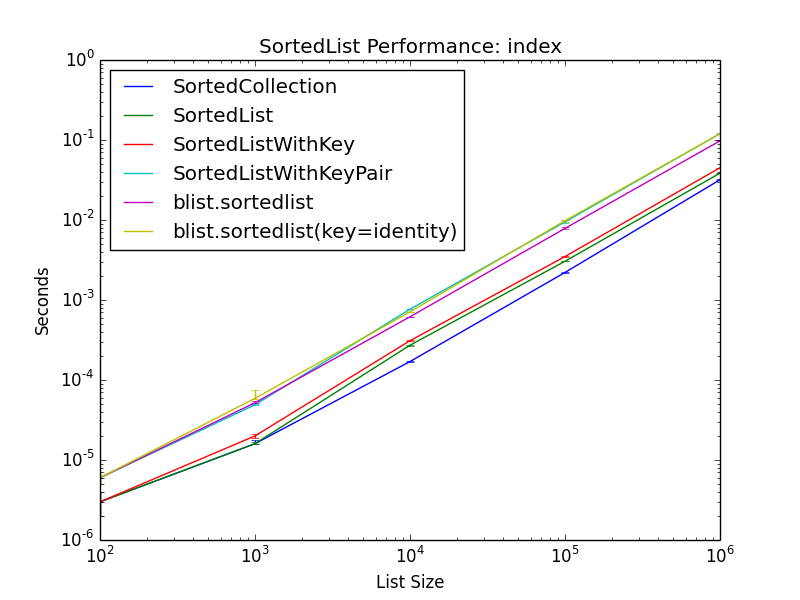 SortedList Performance: index
10^0
SortedCollection
SortedList
SortedListWithKey
SortedListWithKeyPair
blist.sortedlist
blist.sortedlist(key=identity)
10^-1
10^-2
10^-3
10^-4
10^-5
10^-6
Seconds
10^2
10^3
10^4
10^5
10^6
List Size